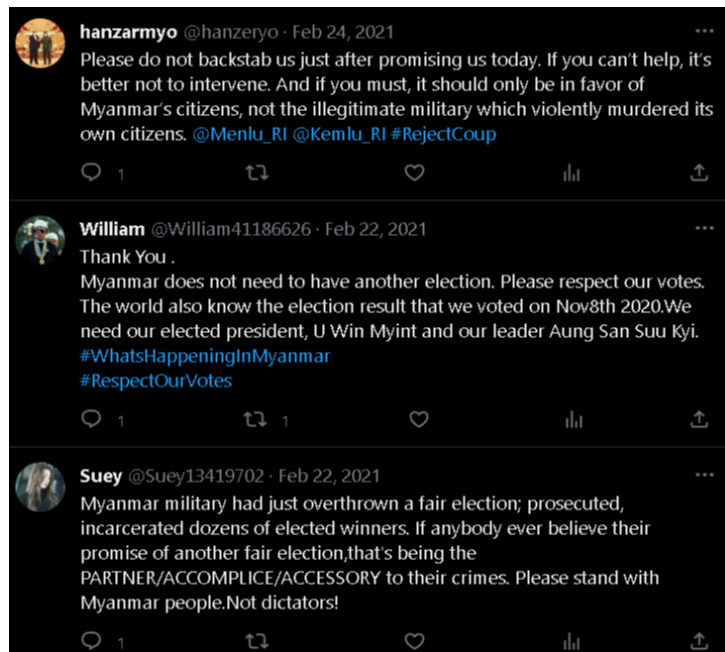 hanzarmyo @hanzeryo · Feb 24, 2021
Please do not backstab us just after promising us today. If you can't help, it's
better not to intervene. And if you must, it should only be in favor of
Myanmar's citizens, not the illegitimate military which violently murdered its
own citizens. @Menlu_RI @Kemlu_RI #RejectCoup
1
William @William41186626 · Feb 22, 2021
Thank You .
Myanmar does not need to have another election. Please respect our votes.
The world also know the election result that we voted on Nov8th 2020.We
need our elected president, U Win Myint and our leader Aung San Suu Kyi.
#WhatsHappeningInMyanmar
#RespectOurVotes
1 1
Suey @Suey13419702 · Feb 22, 2021
Myanmar military had just overthrown a fair election; prosecuted,
incarcerated dozens of elected winners. If anybody ever believe their
promise of another fair election,that's being the
PARTNER/ACCOMPLICE/ACCESSORY to their crimes. Please stand with
Myanmar people.Not dictators!
1